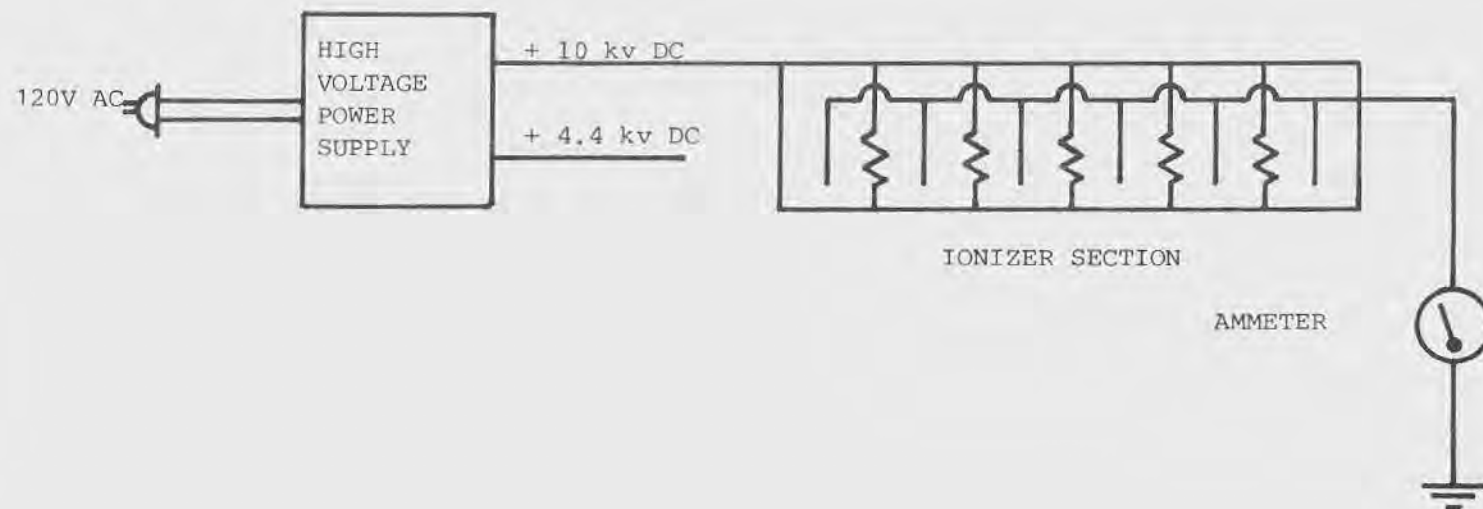 120V AC
HIGH
VOLTAGE
POWER
SUPPLY
+ 10 kv DC
+ 4.4 kv DC
IONIZER SECTION
AMMETER